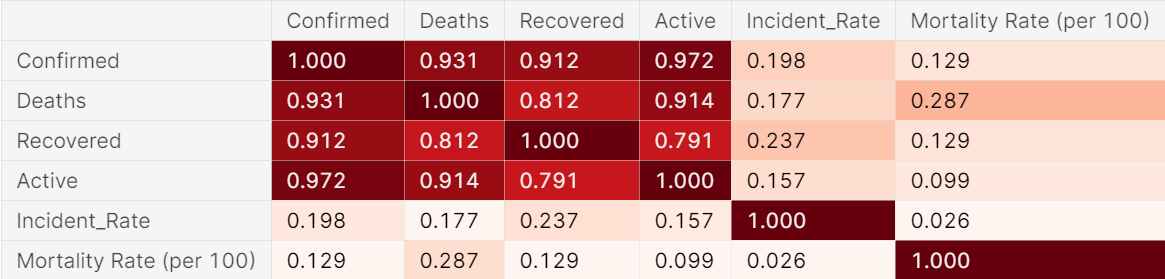 Confirmed Deaths Recovered Active Incident_Rate Mortality Rate (per 100)
Confirmed 1.000 0.931 0.912 0.972 0.198 0.129
Deaths 0.931 1.000 0.812 0.914 0.177 0.287
Recovered 0.912 0.812 1.000 0.791 0.237 0.129
Active 0.972 0.914 0.791 1.000 0.157 0.099
Incident_Rate 0.198 0.177 0.237 0.157 1.000 0.026
Mortality Rate (per 100) 0.129 0.287 0.129 0.099 0.026 1.000